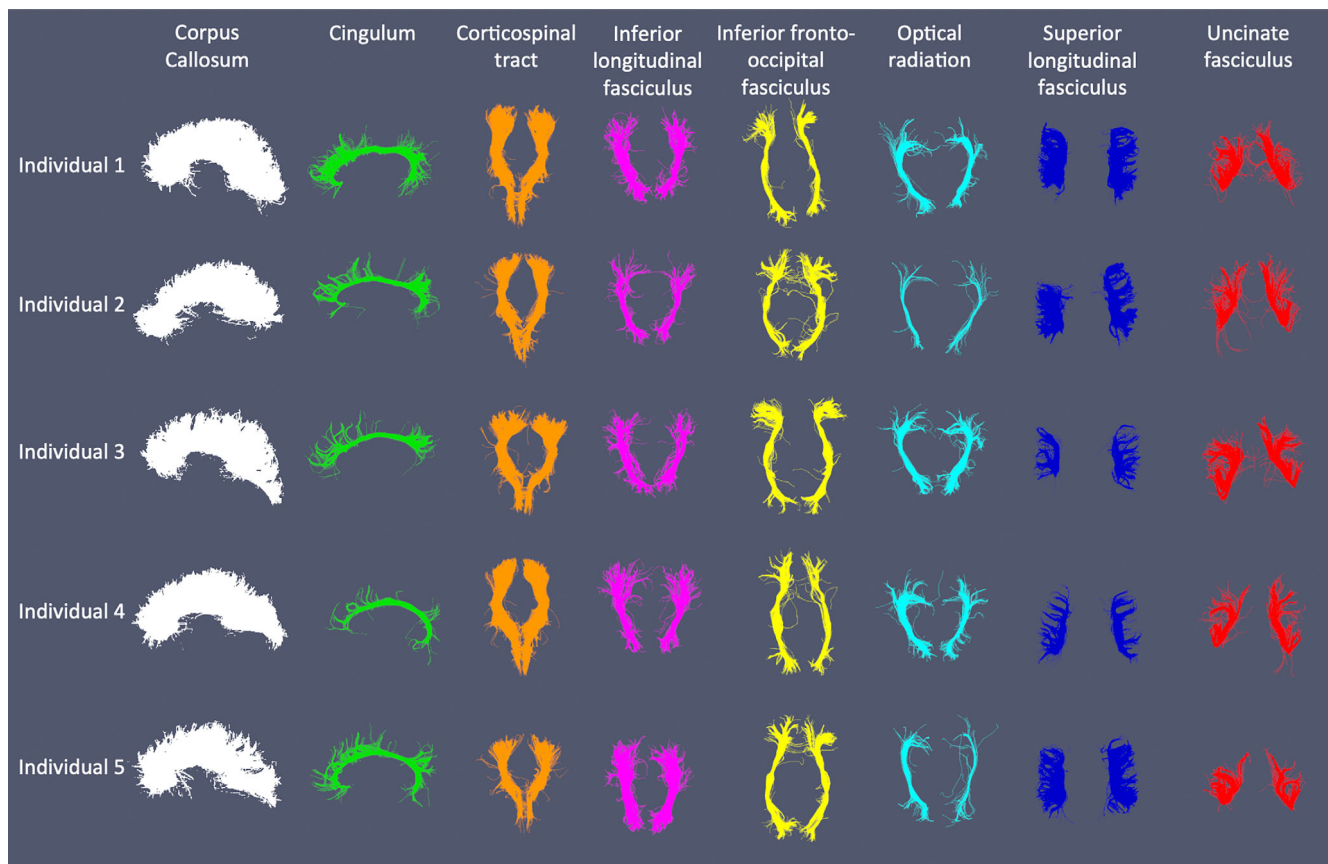 Corpus
Callosum
Cingulum
Corticospinal
tract
Inferior
longitudinal
fasciculus
Inferior fronto-
occipital
fasciculus
Optical
radiation
Superior
longitudinal
fasciculus
Uncinate
fasciculus
Individual 1
Individual 2
Individual 3
Individual 4
Individual 5